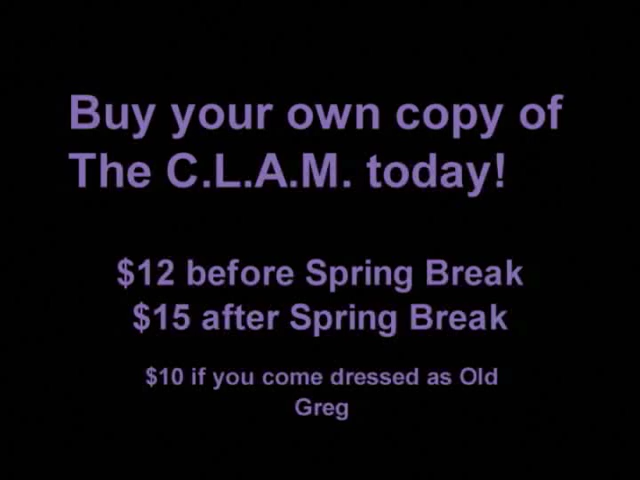 Buy your own copy of
The C.L.A.M. today!
$12 before Spring Break
$15 after Spring Break
$10 if you come dressed as Old
Greg